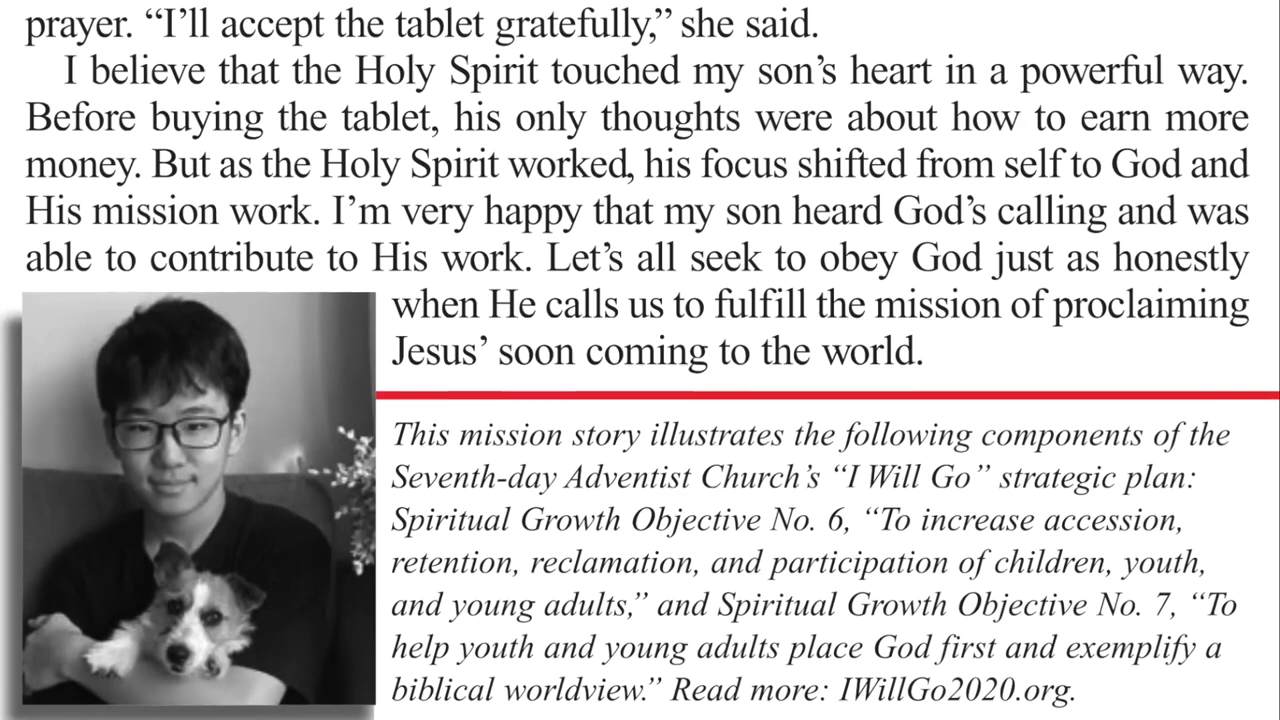 prayer. “I’ll accept the tablet gratefully,” she said.
I believe that the Holy Spirit touched my son’s heart in a powerful way.
Before buying the tablet, his only thoughts were about how to earn more
money. But as the Holy Spirit worked, his focus shifted from self to God and
His mission work. I’m very happy that my son heard God’s calling and was
able to contribute to His work. Let’s all seek to obey God just as honestly
when He calls us to fulfill the mission of proclaiming
Jesus’ soon coming to the world.
This mission story illustrates the following components of the
Seventh-day Adventist Church’s “I Will Go” strategic plan:
Spiritual Growth Objective No. 6, “To increase accession,
retention, reclamation, and participation of children, youth,
and young adults,” and Spiritual Growth Objective No. 7, “To
help youth and young adults place God first and exemplify a
biblical worldview.” Read more: IWillGo2020.org.